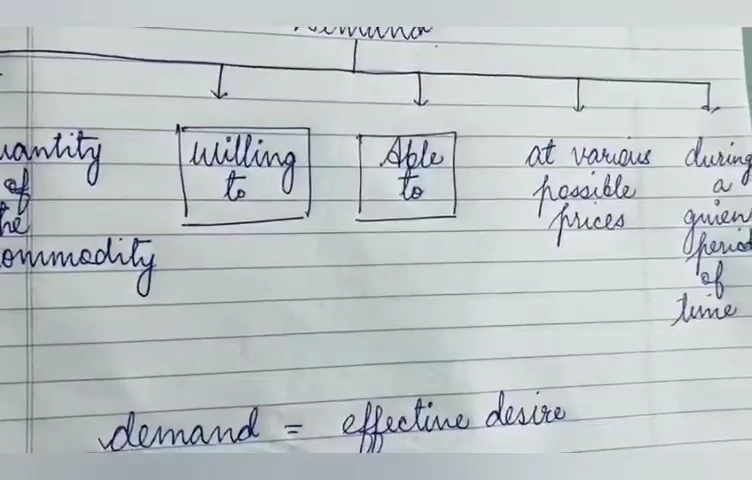 Demand
uantity
of
he
ommodity
Willing
to
Able
to
at various
possible
prices
during
a
given
period
of
time
demand = effective desire